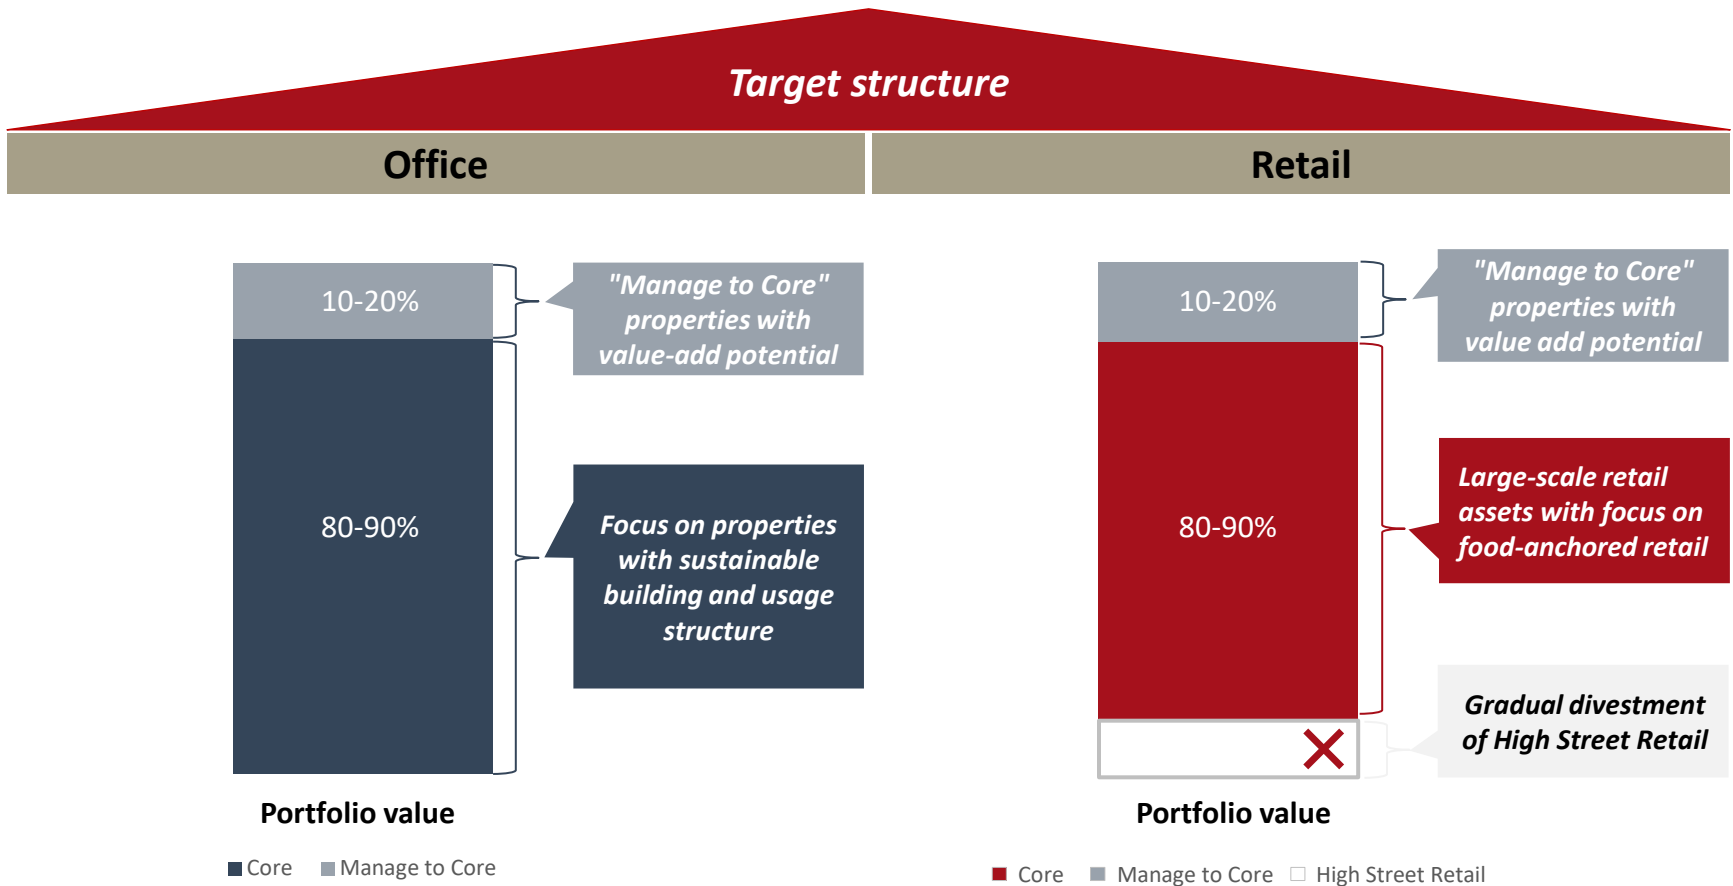 Target structure
Office
Retail
10-20%
"Manage to Core"
properties with
value-add potential
80-90%
Focus on properties
with sustainable
building and usage
structure
Portfolio value
Core
Manage to Core
10-20%
"Manage to Core"
properties with
value add potential
80-90%
Large-scale retail
assets with focus on
food-anchored retail
Gradual divestment
of High Street Retail
Portfolio value
Core
Manage to Core
High Street Retail